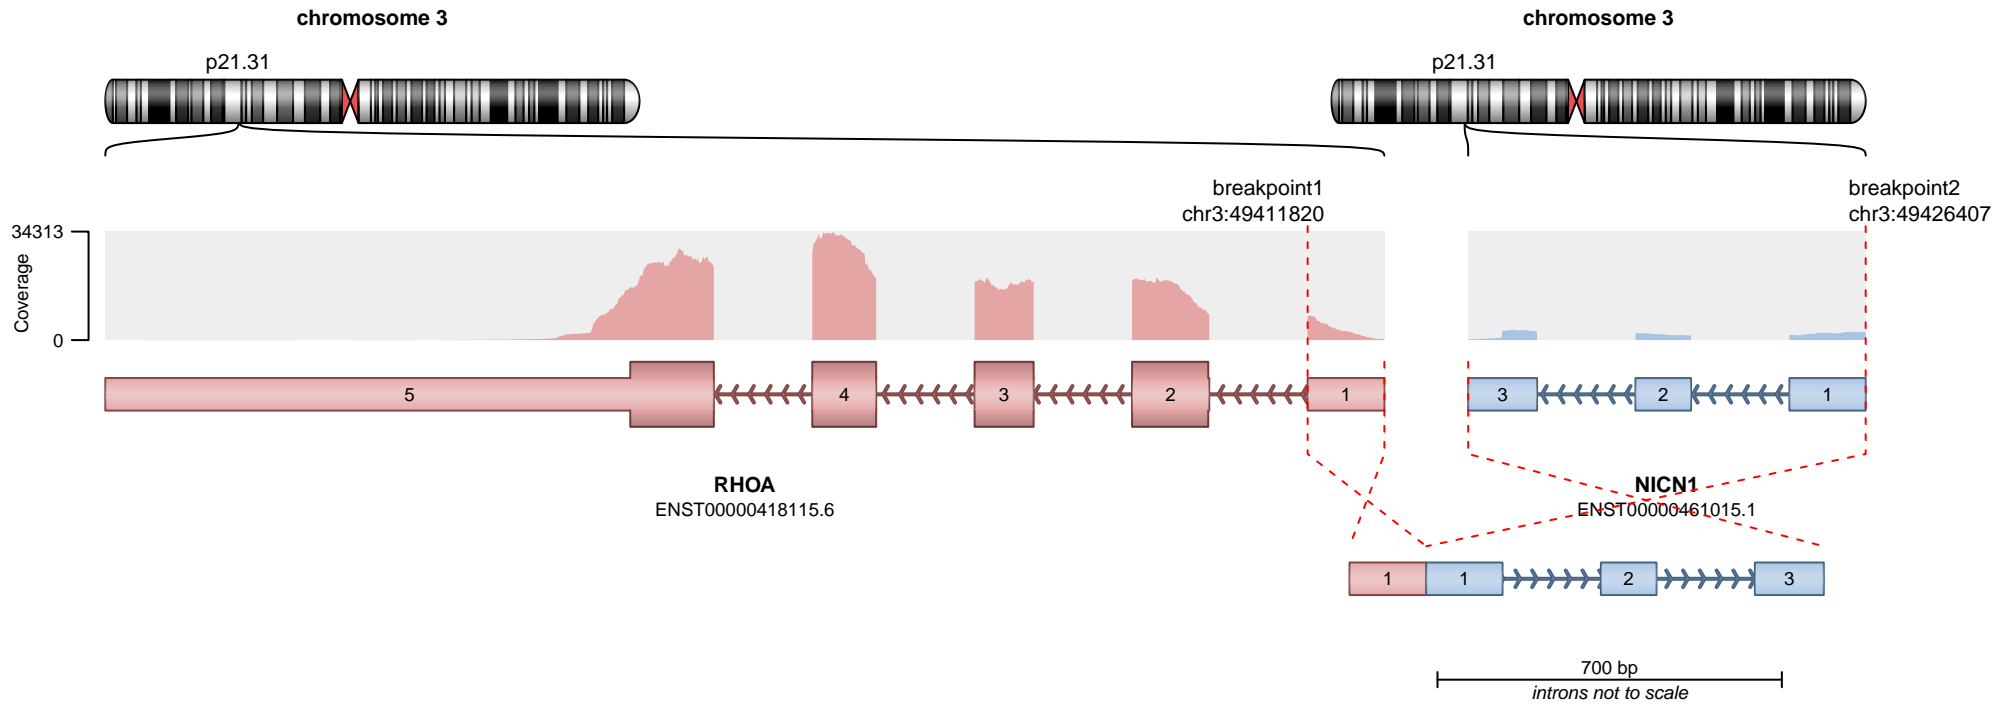 chromosome 3
chromosome 3
p21.31
p21.31
breakpoint1
chr3:49411820
breakpoint2
chr3:49426407
34313
Coverage
0
5
4
3
2
1
3
2
1
RHOA
ENST00000418115.6
NICN1
ENST00000461015.1
1
1
2
3
700 bp
introns not to scale